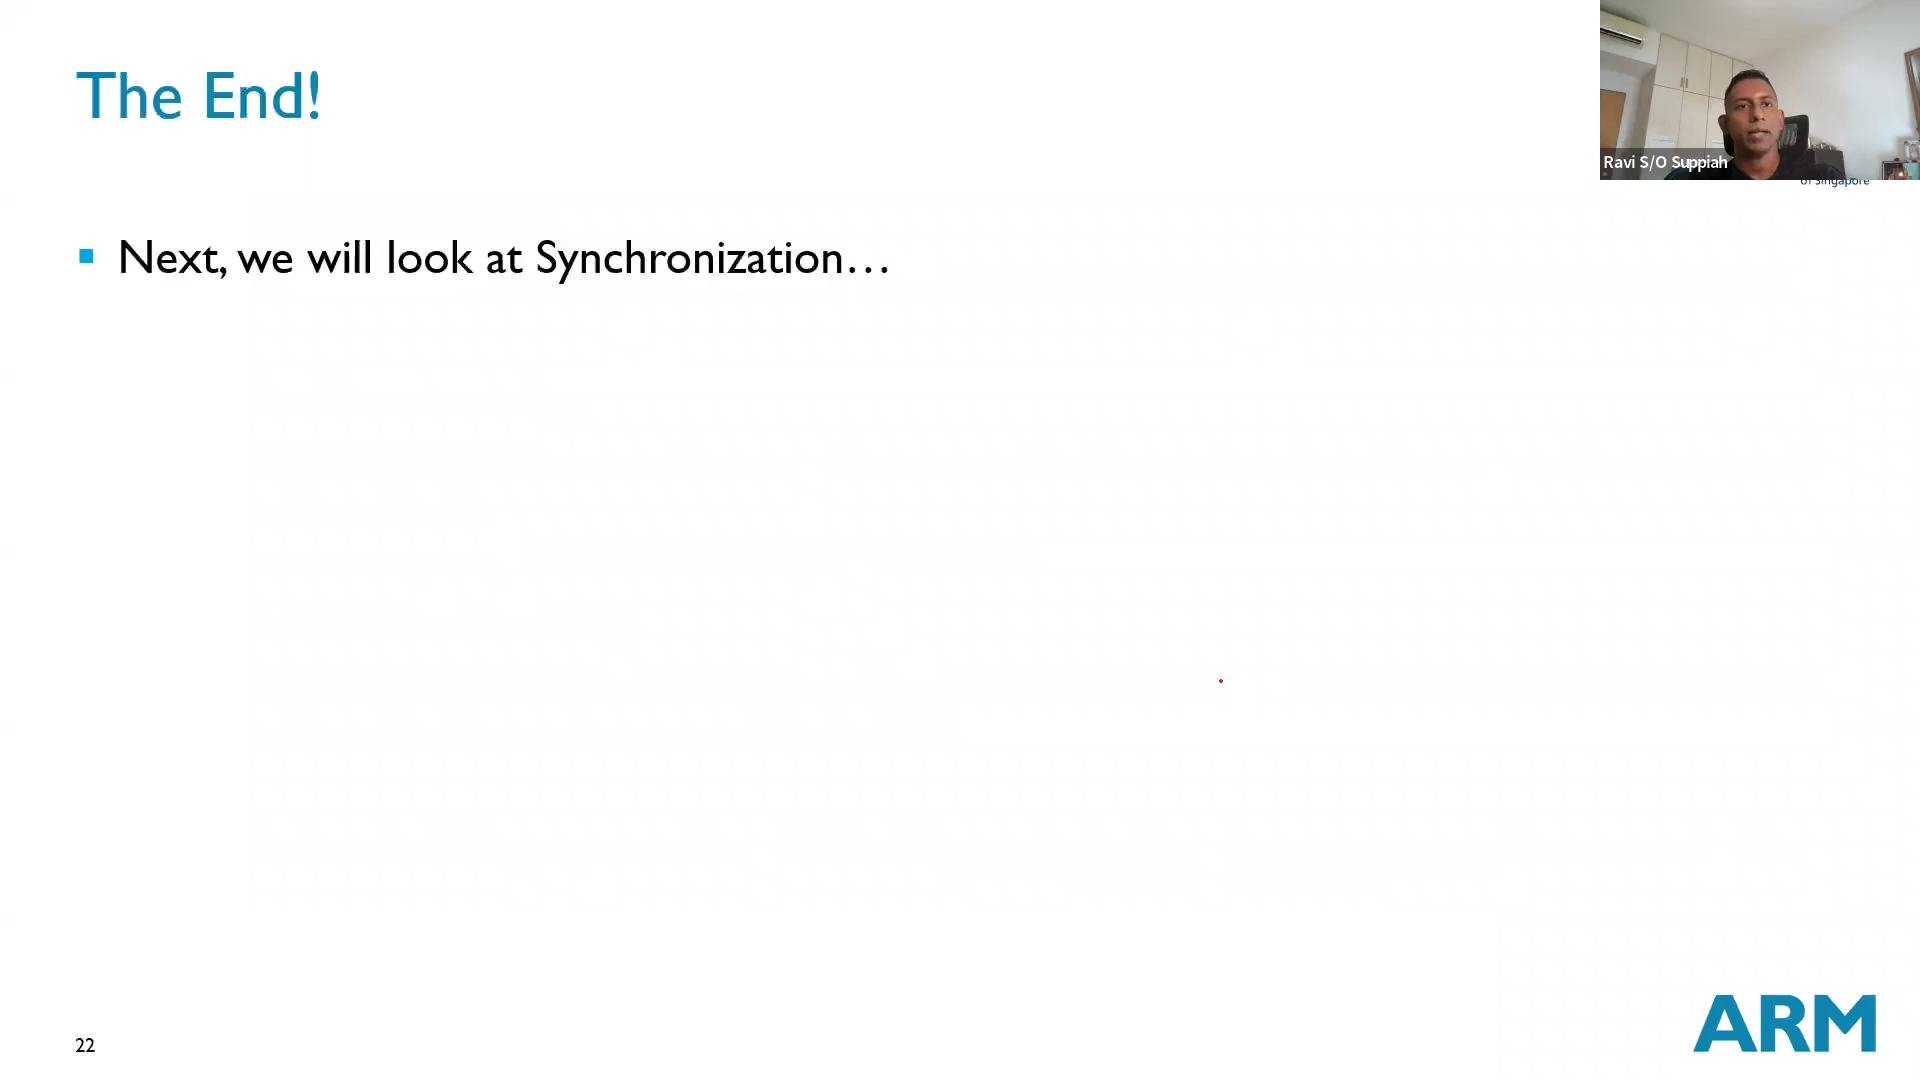 The End!
Ravi S/O Suppiah
of Singapore
▪ Next, we will look at Synchronization...
22
ARM